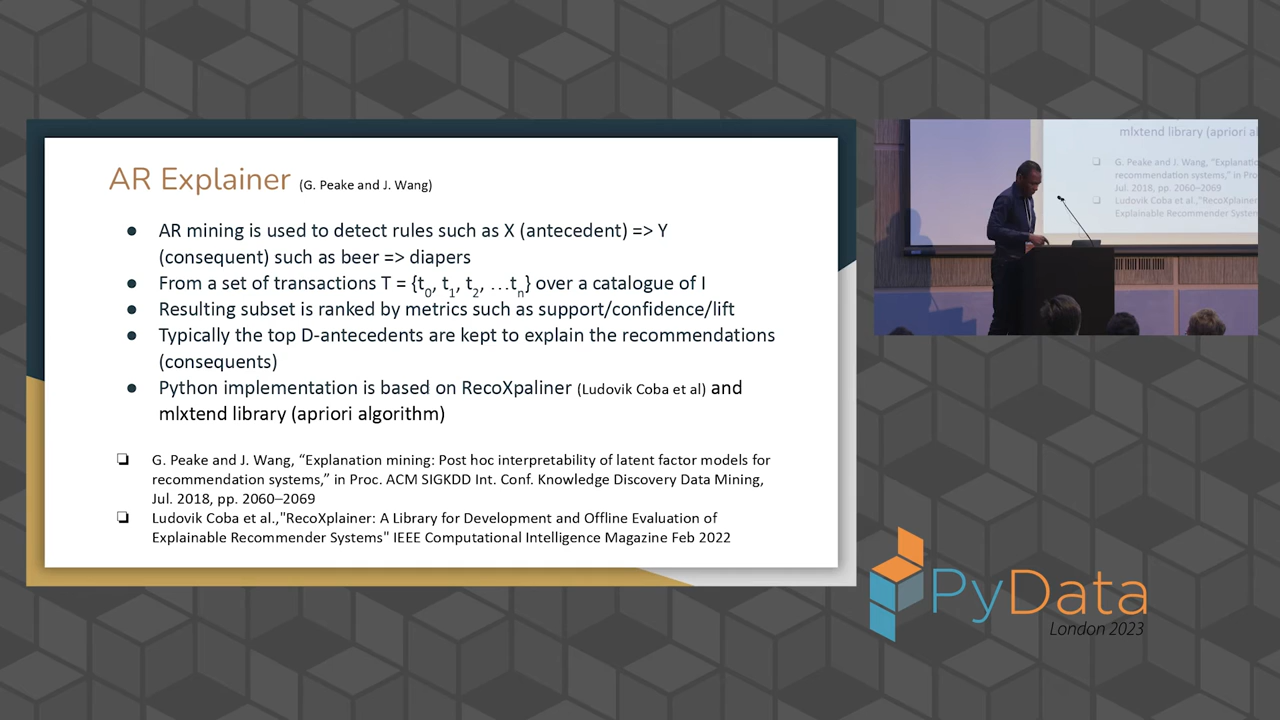 AR Explainer (G. Peake and J. Wang)
● AR mining is used to detect rules such as X (antecedent) => Y
(consequent) such as beer => diapers
● From a set of transactions T = {t0, t1, t2, …tn} over a catalogue of I
● Resulting subset is ranked by metrics such as support/confidence/lift
● Typically the top D-antecedents are kept to explain the recommendations
(consequents)
● Python implementation is based on RecoXpaliner (Ludovik Coba et al) and
mlxtend library (apriori algorithm)
❏ G. Peake and J. Wang, “Explanation mining: Post hoc interpretability of latent factor models for
recommendation systems,” in Proc. ACM SIGKDD Int. Conf. Knowledge Discovery Data Mining,
Jul. 2018, pp. 2060–2069
❏ Ludovik Coba et al.,"RecoXplainer: A Library for Development and Offline Evaluation of
Explainable Recommender Systems" IEEE Computational Intelligence Magazine Feb 2022
mlxtend library (apriori al
❏ G. Peake and J. Wang, "Explanatio
recommendation systems," in Pro
Jul. 2018, pp. 2060–2069
❏ Ludovik Coba et al.,"RecoXplainer
Explainable Recommender System
PyData
London 2023